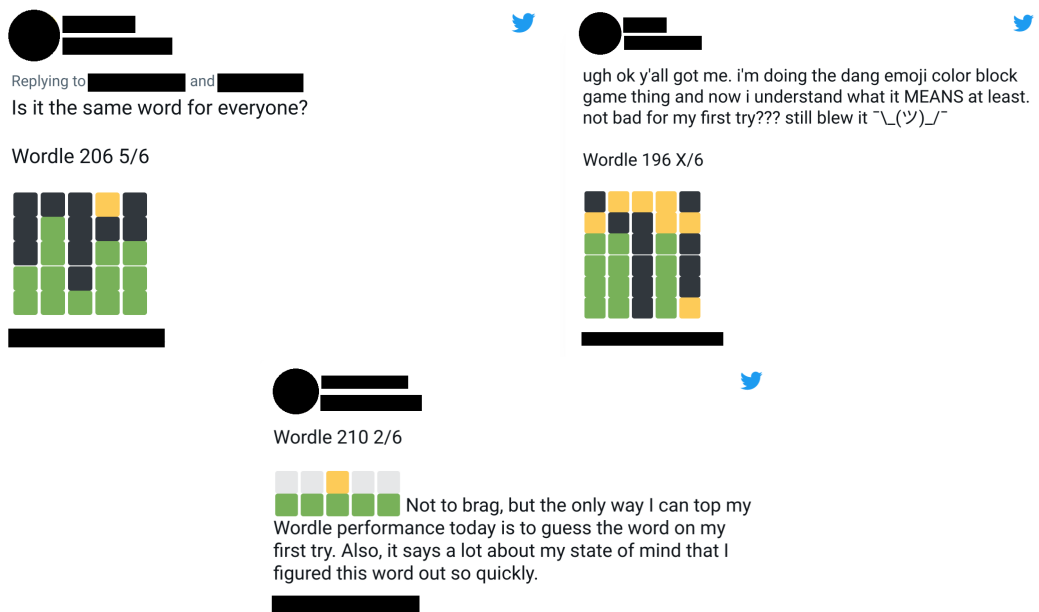 Replying to and
Is it the same word for everyone?
Wordle 206 5/6
ugh ok y'all got me. i'm doing the dang emoji color block
game thing and now i understand what it MEANS at least.
not bad for my first try??? still blew it ¯\_(ツ)_/¯
Wordle 196 X/6
Wordle 210 2/6
Not to brag, but the only way I can top my
Wordle performance today is to guess the word on my
first try. Also, it says a lot about my state of mind that I
figured this word out so quickly.